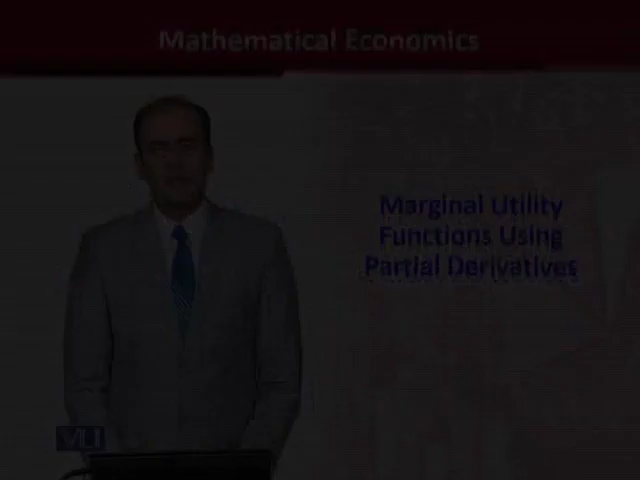 Mathematical Economics
Marginal Utility
Functions Using
Partial Derivatives
VU